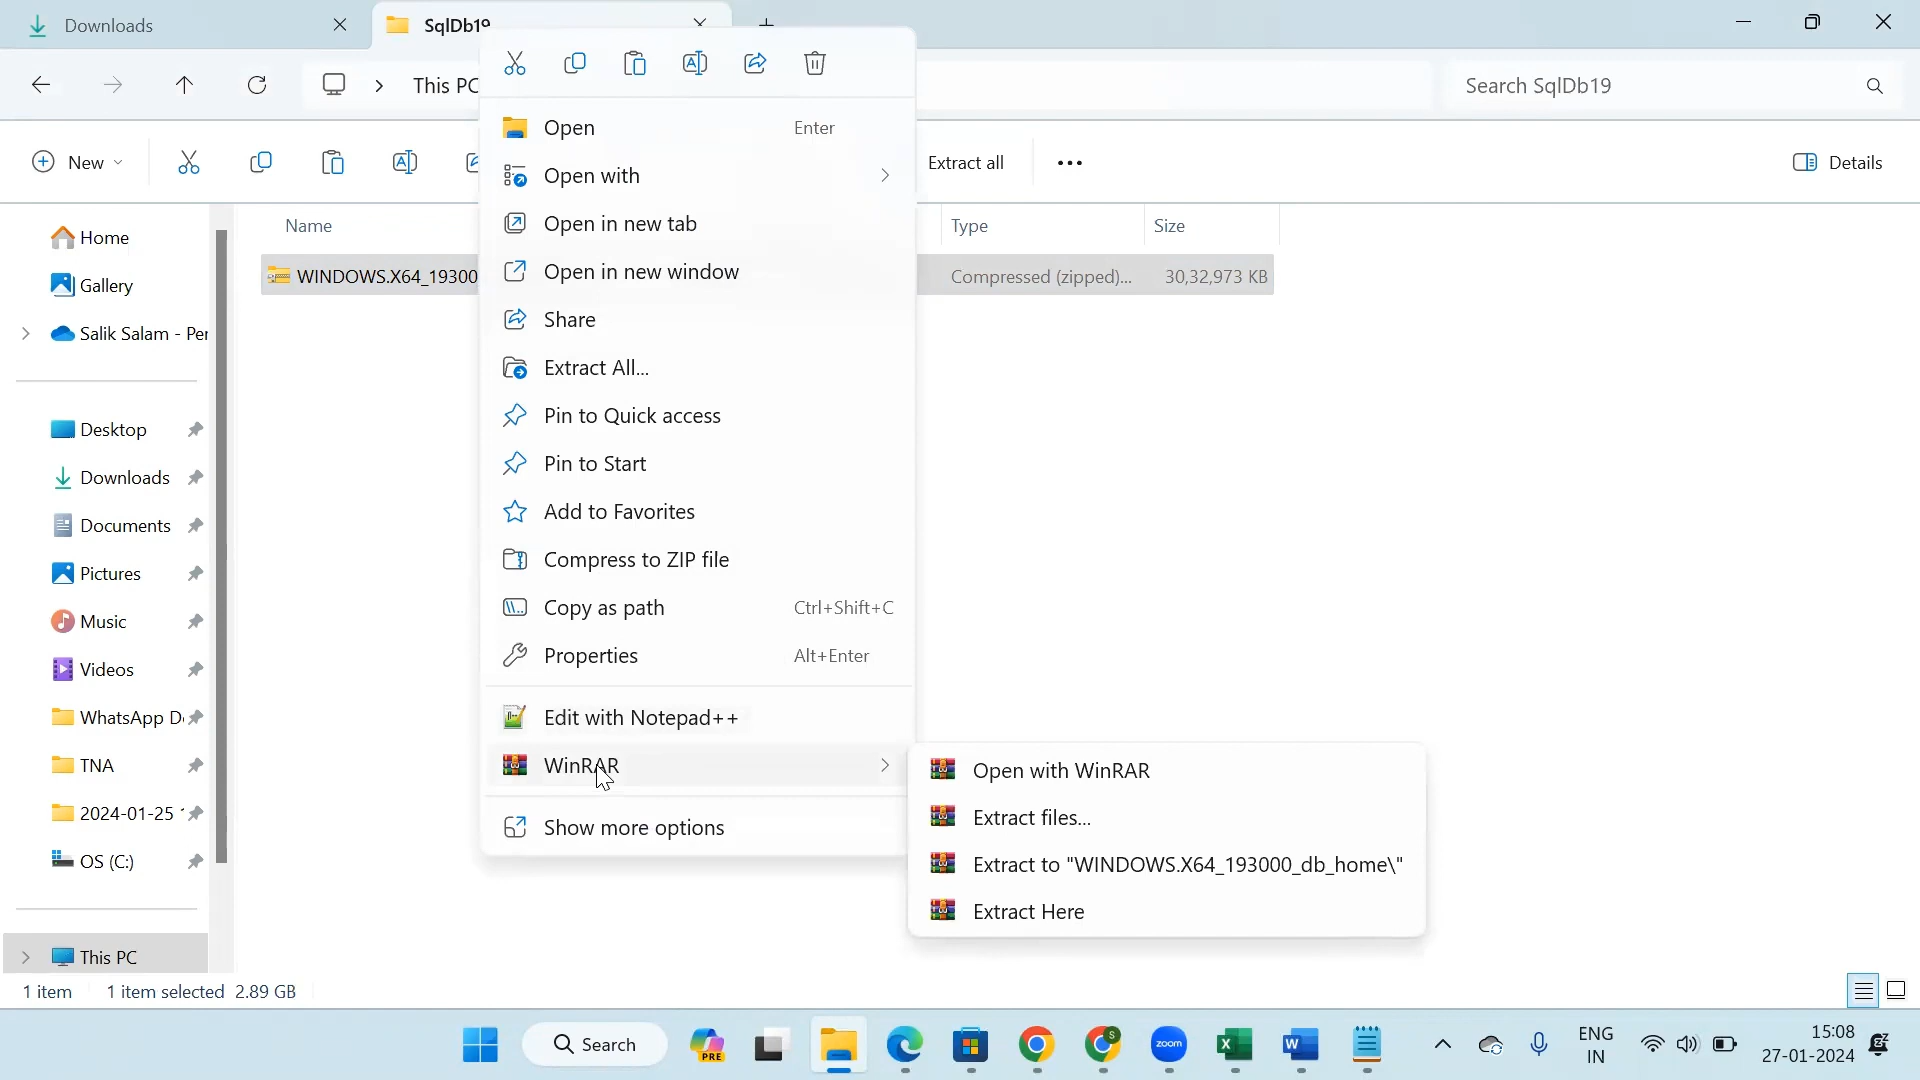 Downloads
SqlDb19
This PC
Search SqlDb19
New
Extract all
Details
Name
Type
Size
WINDOWS.X64_19300
Compressed (zipped)...
30,32,973 KB
Home
Gallery
Salik Salam - Per
Desktop
Downloads
Documents
Pictures
Music
Videos
WhatsApp D
TNA
2024-01-25
OS (C:)
This PC
Open Enter
Open with
Open in new tab
Open in new window
Share
Extract All...
Pin to Quick access
Pin to Start
Add to Favorites
Compress to ZIP file
Copy as path Ctrl+Shift+C
Properties Alt+Enter
Edit with Notepad++
WinRAR
Show more options
Open with WinRAR
Extract files...
Extract to "WINDOWS.X64_193000_db_home\"
Extract Here
1 item 1 item selected 2.89 GB
Search
PRE
S
zoom
ENG
IN
15:08
27-01-2024